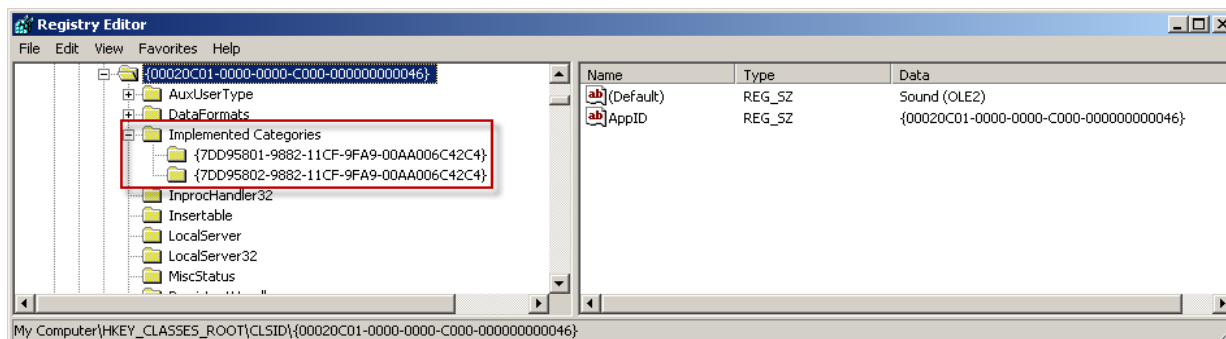 Registry Editor
File Edit View Favorites Help
{00020C01-0000-0000-C000-000000000046}
AuxUserType
DataFormats
Implemented Categories
{7DD95801-9882-11CF-9FA9-00AA006C42C4}
{7DD95802-9882-11CF-9FA9-00AA006C42C4}
InprocHandler32
Insertable
LocalServer
LocalServer32
MiscStatus
Name Type Data
ab (Default) REG_SZ Sound (OLE2)
ab AppID REG_SZ {00020C01-0000-0000-C000-000000000046}
My Computer\HKEY_CLASSES_ROOT\CLSID\{00020C01-0000-0000-C000-000000000046}